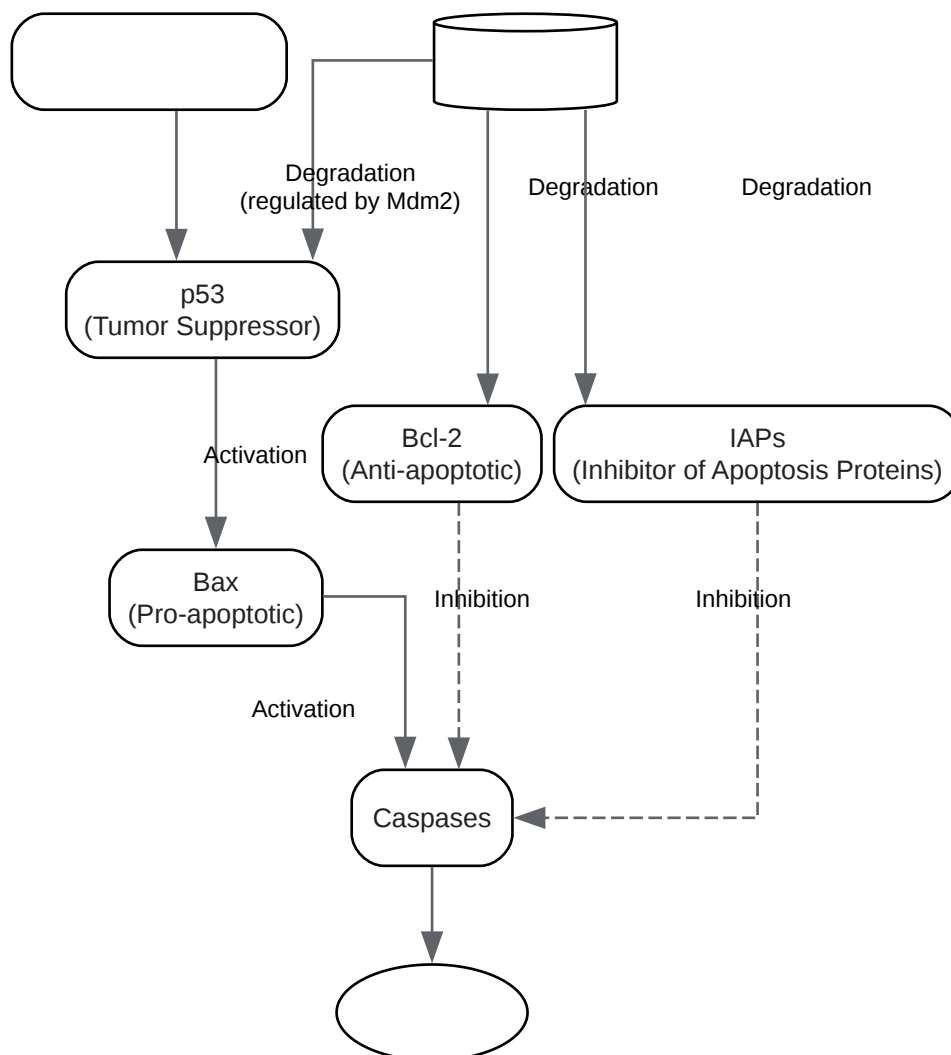 Degradation
(regulated by Mdm2)
Degradation
Degradation
p53
(Tumor Suppressor)
Activation
Bcl-2
(Anti-apoptotic)
IAPs
(Inhibitor of Apoptosis Proteins)
Bax
(Pro-apoptotic)
Inhibition
Inhibition
Activation
Caspases